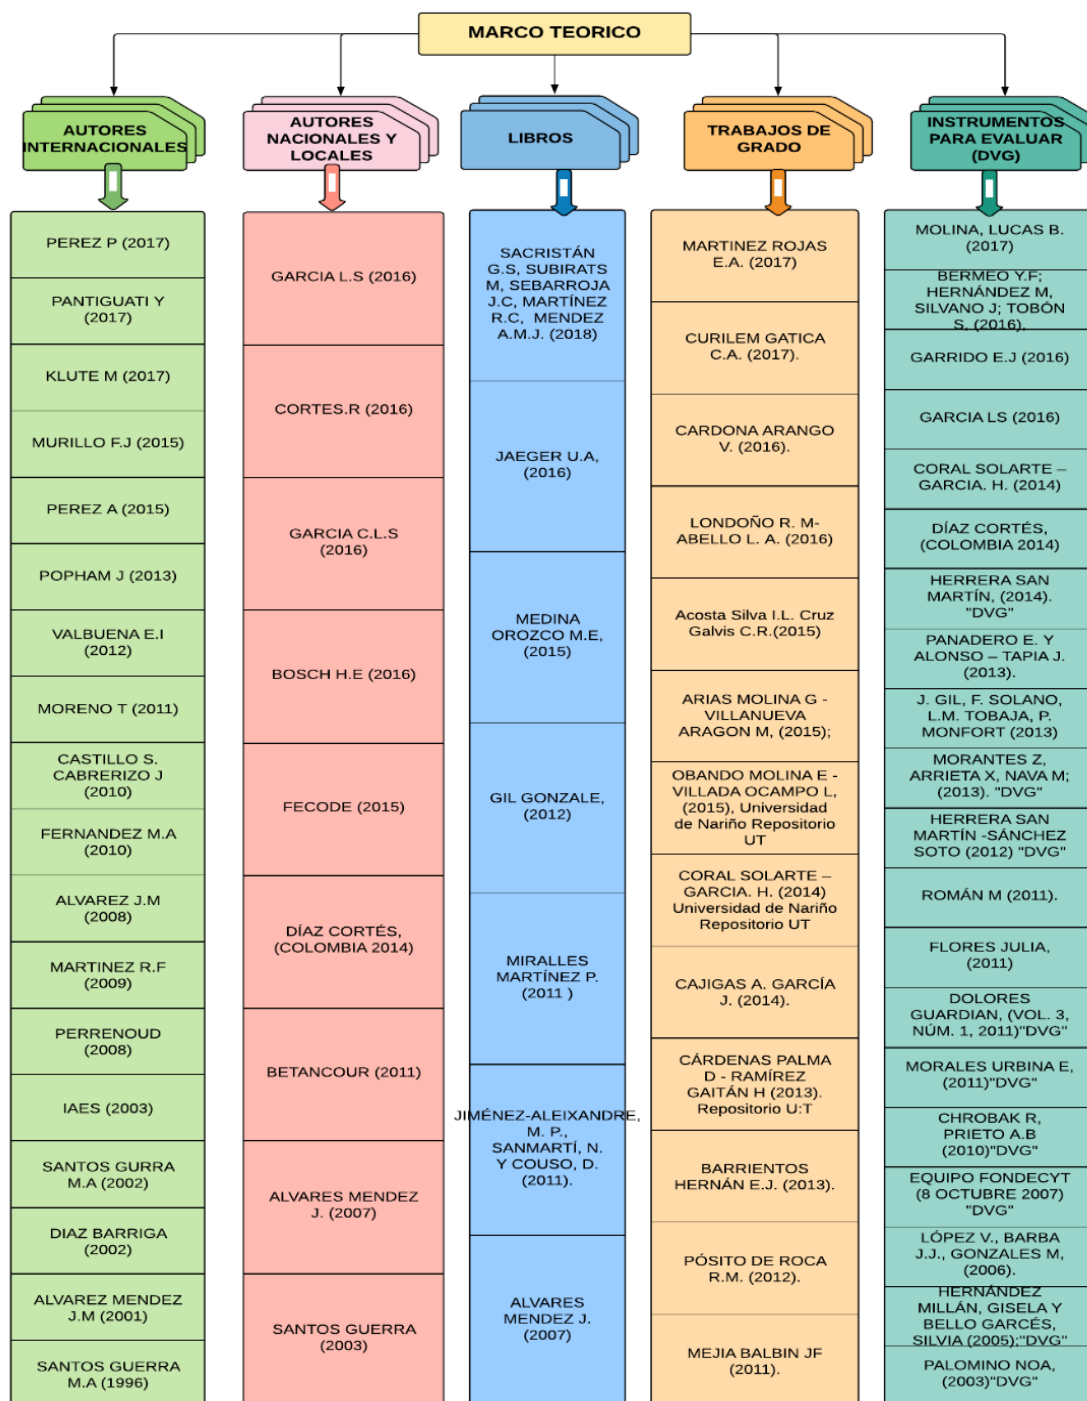 MARCO TEORICO
AUTORES
INTERNACIONALES
PEREZ P (2017)
PANTIGUATI Y
(2017)
KLUTE M (2017)
MURILLO F.J (2015)
PEREZ A (2015)
POPHAM J (2013)
VALBUENA E.I
(2012)
MORENO T (2011)
CASTILLO S.
CABRERIZO J
(2010)
FERNANDEZ M.A
(2010)
ALVAREZ J.M
(2008)
MARTINEZ R.F
(2009)
PERRENOUD
(2008)
IAES (2003)
SANTOS GURRA
M.A (2002)
DIAZ BARRIGA
(2002)
ALVAREZ MENDEZ
J.M (2001)
SANTOS GUERRA
M.A (1996)
AUTORES
NACIONALES Y
LOCALES
GARCIA L.S (2016)
CORTES.R (2016)
GARCIA C.L.S
(2016)
BOSCH H.E (2016)
FECODE (2015)
DÍAZ CORTÉS,
(COLOMBIA 2014)
BETANCOUR (2011)
ALVARES MENDEZ
J. (2007)
SANTOS GUERRA
(2003)
LIBROS
SACRISTÁN
G.S, SUBIRATS
M, SEBARROJA
J.C, MARTÍNEZ
R.C, MENDEZ
A.M.J. (2018)
JAEGER U.A,
(2016)
MEDINA
OROZCO M.E,
(2015)
GIL GONZALE,
(2012)
MIRALLES
MARTÍNEZ P.
(2011 )
JIMÉNEZ-ALEIXANDRE,
M. P.,
SANMARTÍ, N.
Y COUSO, D.
(2011).
ALVARES
MENDEZ J.
(2007)
TRABAJOS DE
GRADO
MARTINEZ ROJAS
E.A. (2017)
CURILEM GATICA
C.A. (2017).
CARDONA ARANGO
V. (2016).
LONDOÑO R. M-
ABELLO L. A. (2016)
Acosta Silva I.L. Cruz
Galvis C.R.(2015)
ARIAS MOLINA G -
VILLANUEVA
ARAGON M, (2015);
OBANDO MOLINA E -
VILLADA OCAMPO L,
(2015), Universidad
de Nariño Repositorio
UT
CORAL SOLARTE –
GARCIA. H. (2014)
Universidad de Nariño
Repositorio UT
CAJIGAS A. GARCÍA
J. (2014).
CÁRDENAS PALMA
D - RAMÍREZ
GAITÁN H (2013).
Repositorio U:T
BARRIENTOS
HERNÁN E.J. (2013).
PÓSITO DE ROCA
R.M. (2012).
MEJIA BALBIN JF
(2011).
INSTRUMENTOS
PARA EVALUAR
(DVG)
MOLINA, LUCAS B.
(2017)
BERMEO Y.F;
HERNÁNDEZ M,
SILVANO J; TOBÓN
S, (2016).
GARRIDO E.J (2016)
GARCIA LS (2016)
CORAL SOLARTE –
GARCIA. H. (2014)
DÍAZ CORTÉS,
(COLOMBIA 2014)
HERRERA SAN
MARTÍN, (2014).
"DVG"
PANADERO E. Y
ALONSO – TAPIA J.
(2013).
J. GIL, F. SOLANO,
L.M. TOBAJA, P.
MONFORT (2013)
MORANTES Z,
ARRIETA X, NAVA M;
(2013). "DVG"
HERRERA SAN
MARTÍN -SÁNCHEZ
SOTO (2012) "DVG"
ROMÁN M (2011).
FLORES JULIA,
(2011)
DOLORES
GUARDIAN, (VOL. 3,
NÚM. 1, 2011)"DVG"
MORALES URBINA E,
(2011)"DVG"
CHROBAK R,
PRIETO A.B
(2010)"DVG"
EQUIPO FONDECYT
(8 OCTUBRE 2007)
"DVG"
LÓPEZ V., BARBA
J.J., GONZALES M,
(2006).
HERNÁNDEZ
MILLÁN, GISELA Y
BELLO GARCÉS,
SILVIA (2005);"DVG"
PALOMINO NOA,
(2003)"DVG"